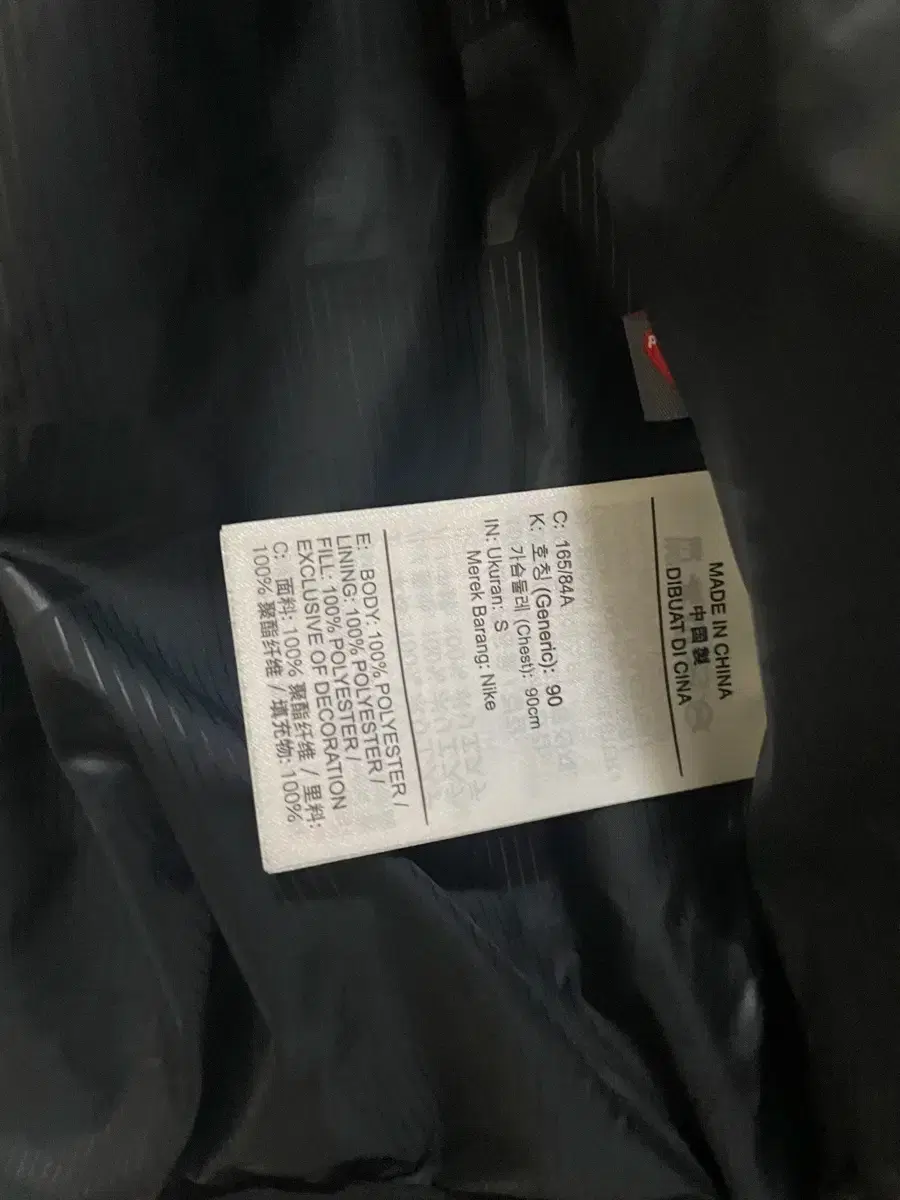 MADE IN CHINA
中国製
DIBUAT DI CINA
C: 165/84A
K: 호칭 (Generic): 90
가슴둘레 (Chest): 90cm
IN: Ukuran: S
Merek Barang: Nike
E: BODY: 100% POLYESTER /
LINING: 100% POLYESTER /
FILL: 100% POLYESTER /
EXCLUSIVE OF DECORATION
C: 面料: 100% 聚酯纤维 / 里料:
100% 聚酯纤维 / 填充物: 100%